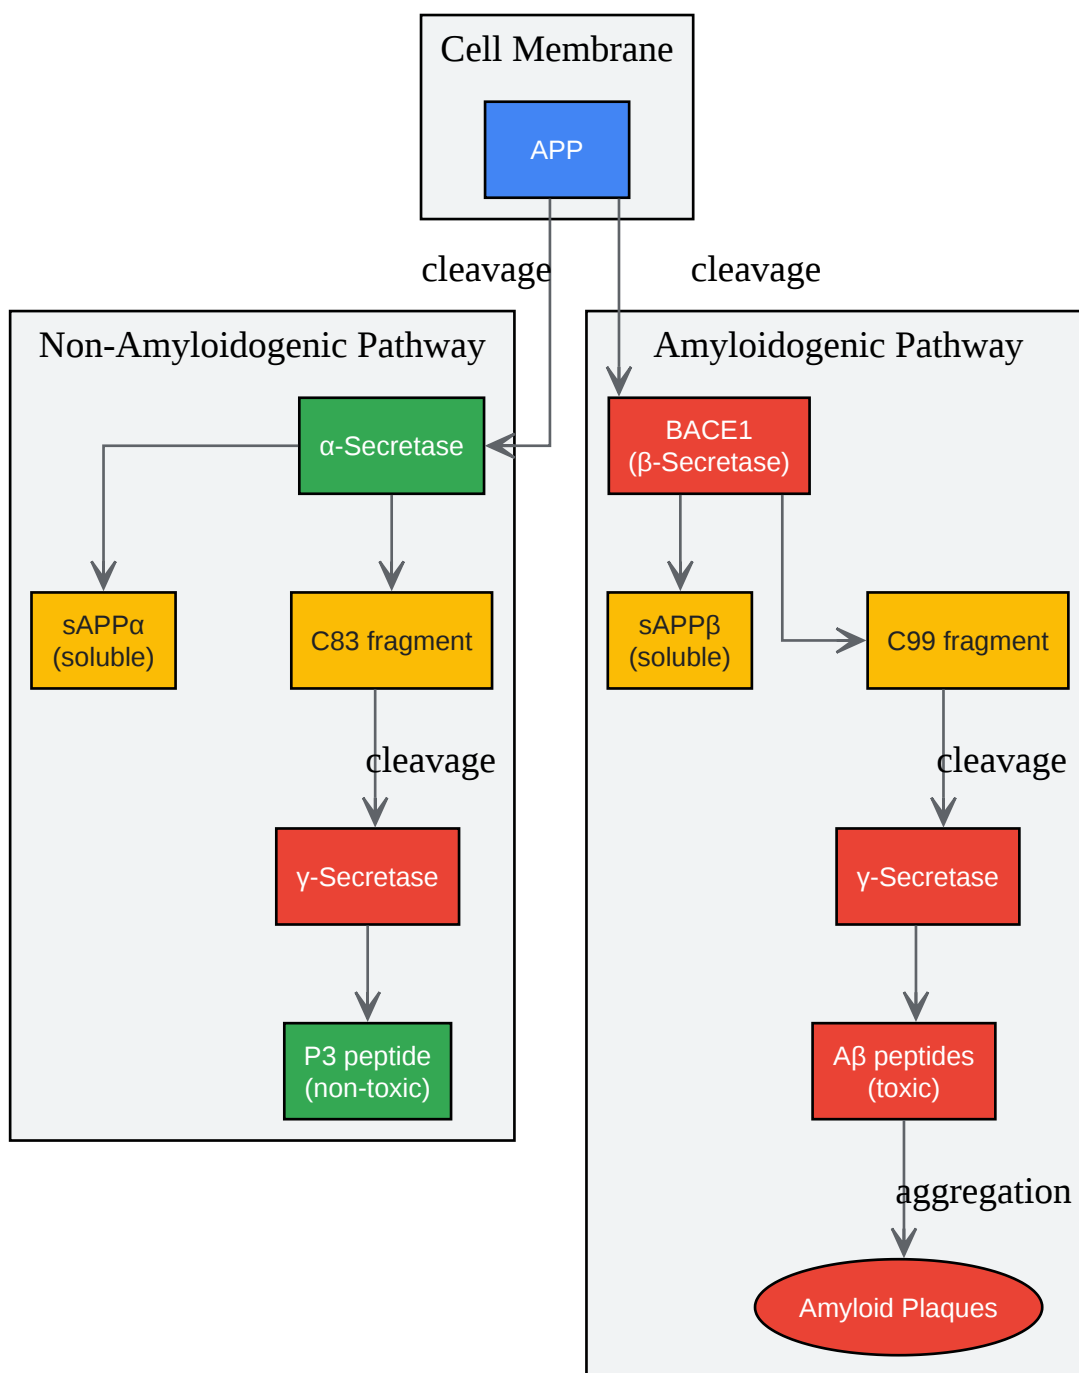 Cell Membrane
APP
cleavage
cleavage
Non-Amyloidogenic Pathway
α-Secretase
sAPPα
(soluble)
C83 fragment
cleavage
γ-Secretase
P3 peptide
(non-toxic)
Amyloidogenic Pathway
BACE1
(β-Secretase)
sAPPβ
(soluble)
C99 fragment
cleavage
γ-Secretase
Aβ peptides
(toxic)
aggregation
Amyloid Plaques